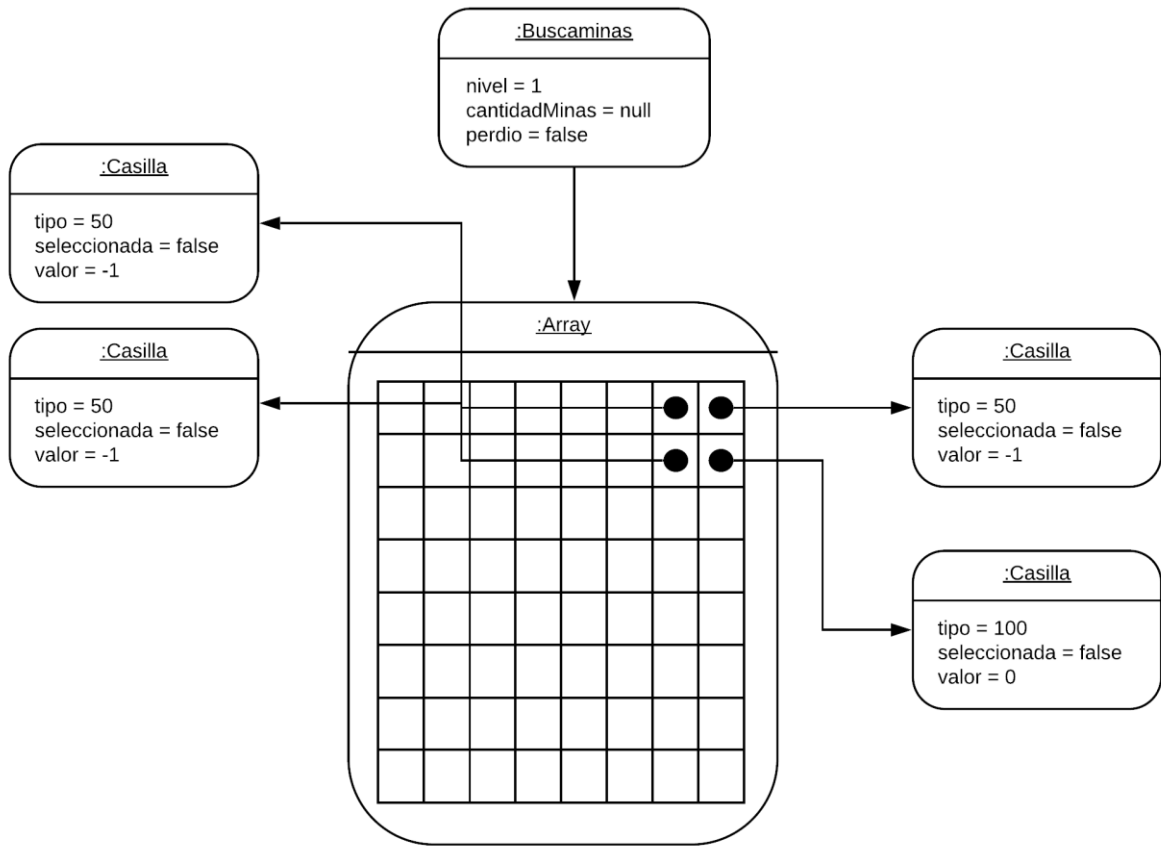 :Buscaminas
nivel = 1
cantidadMinas = null
perdio = false
:Casilla
tipo = 50
seleccionada = false
valor = -1
:Casilla
tipo = 50
seleccionada = false
valor = -1
:Array
:Casilla
tipo = 50
seleccionada = false
valor = -1
:Casilla
tipo = 100
seleccionada = false
valor = 0